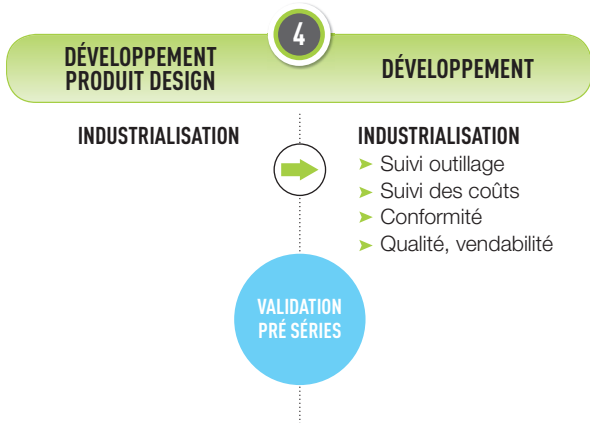 4
DÉVELOPPEMENT
PRODUIT DESIGN
DÉVELOPPEMENT
INDUSTRIALISATION
INDUSTRIALISATION
Suivi outillage
Suivi des coûts
Conformité
Qualité, vendabilité
VALIDATION
PRÉ SÉRIES